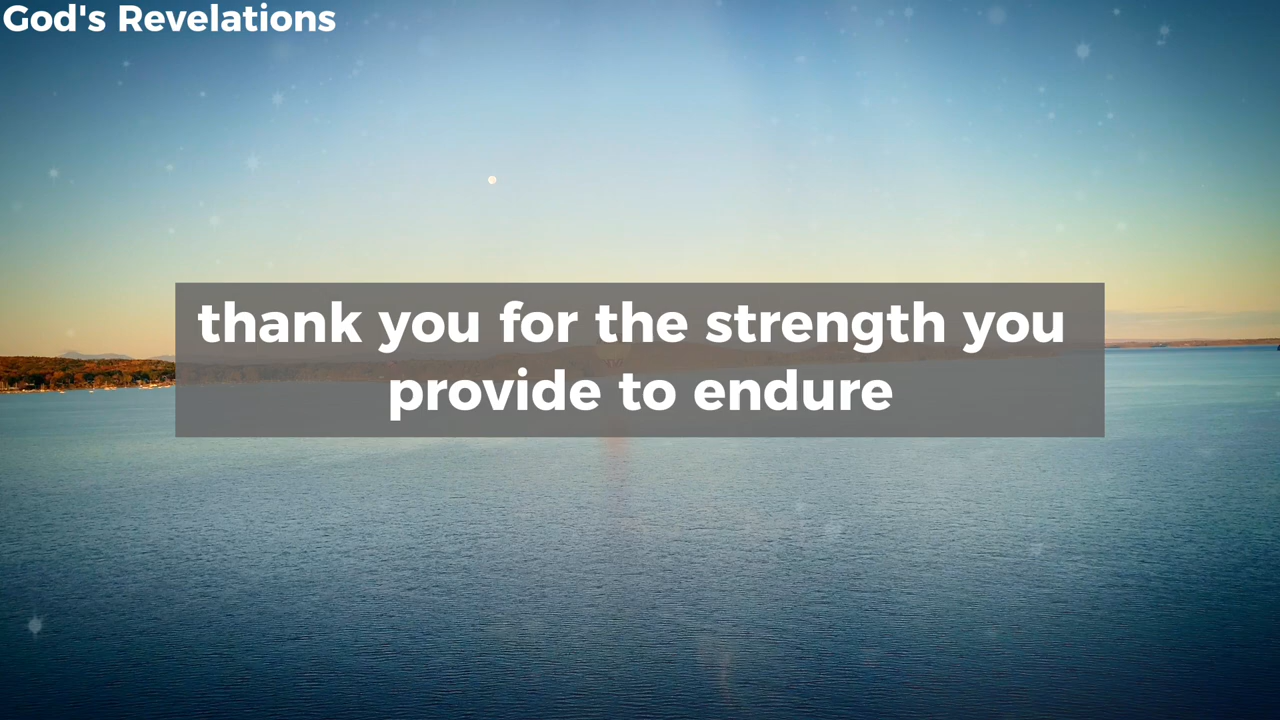 God's Revelations
thank you for the strength you
provide to endure